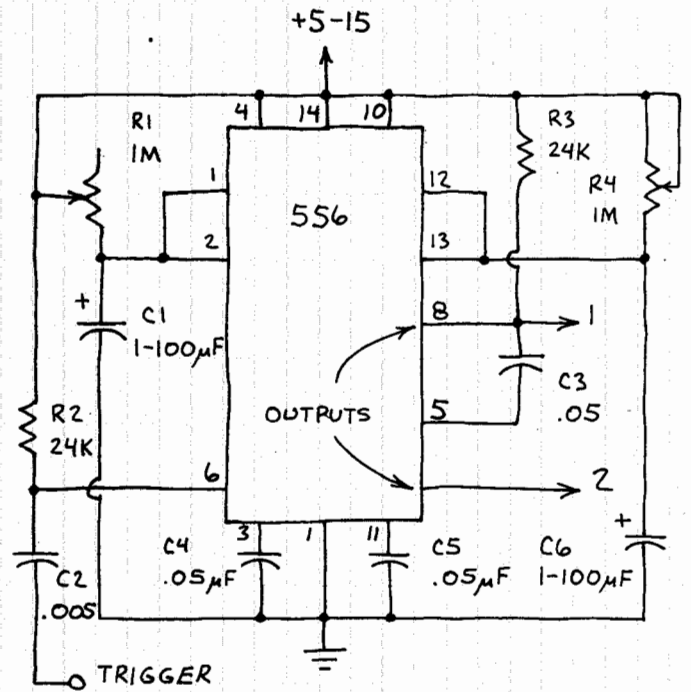 +5-15
4
14
10
R1
1M
R3
24K
R4
1M
1
12
556
2
13
+
C1
1-100µF
8
1
C3
.05
OUTPUTS
5
R2
24K
6
2
3
1
11
+
C4
.05µF
C5
.05µF
C6
1-100µF
C2
.005
TRIGGER